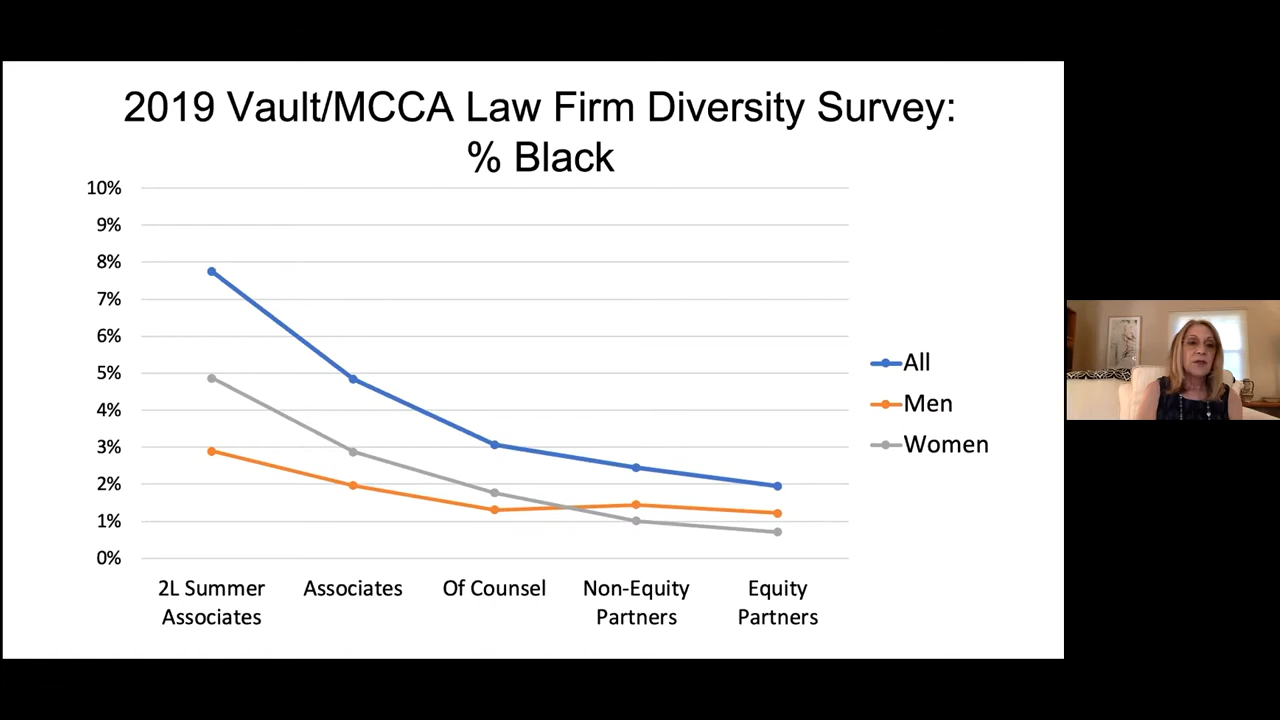 2019 Vault/MCCA Law Firm Diversity Survey:
% Black
10%
9%
8%
7%
6%
5%
4%
3%
2%
1%
0%
2L Summer
Associates
Associates
Of Counsel
Non-Equity
Partners
Equity
Partners
All
Men
Women